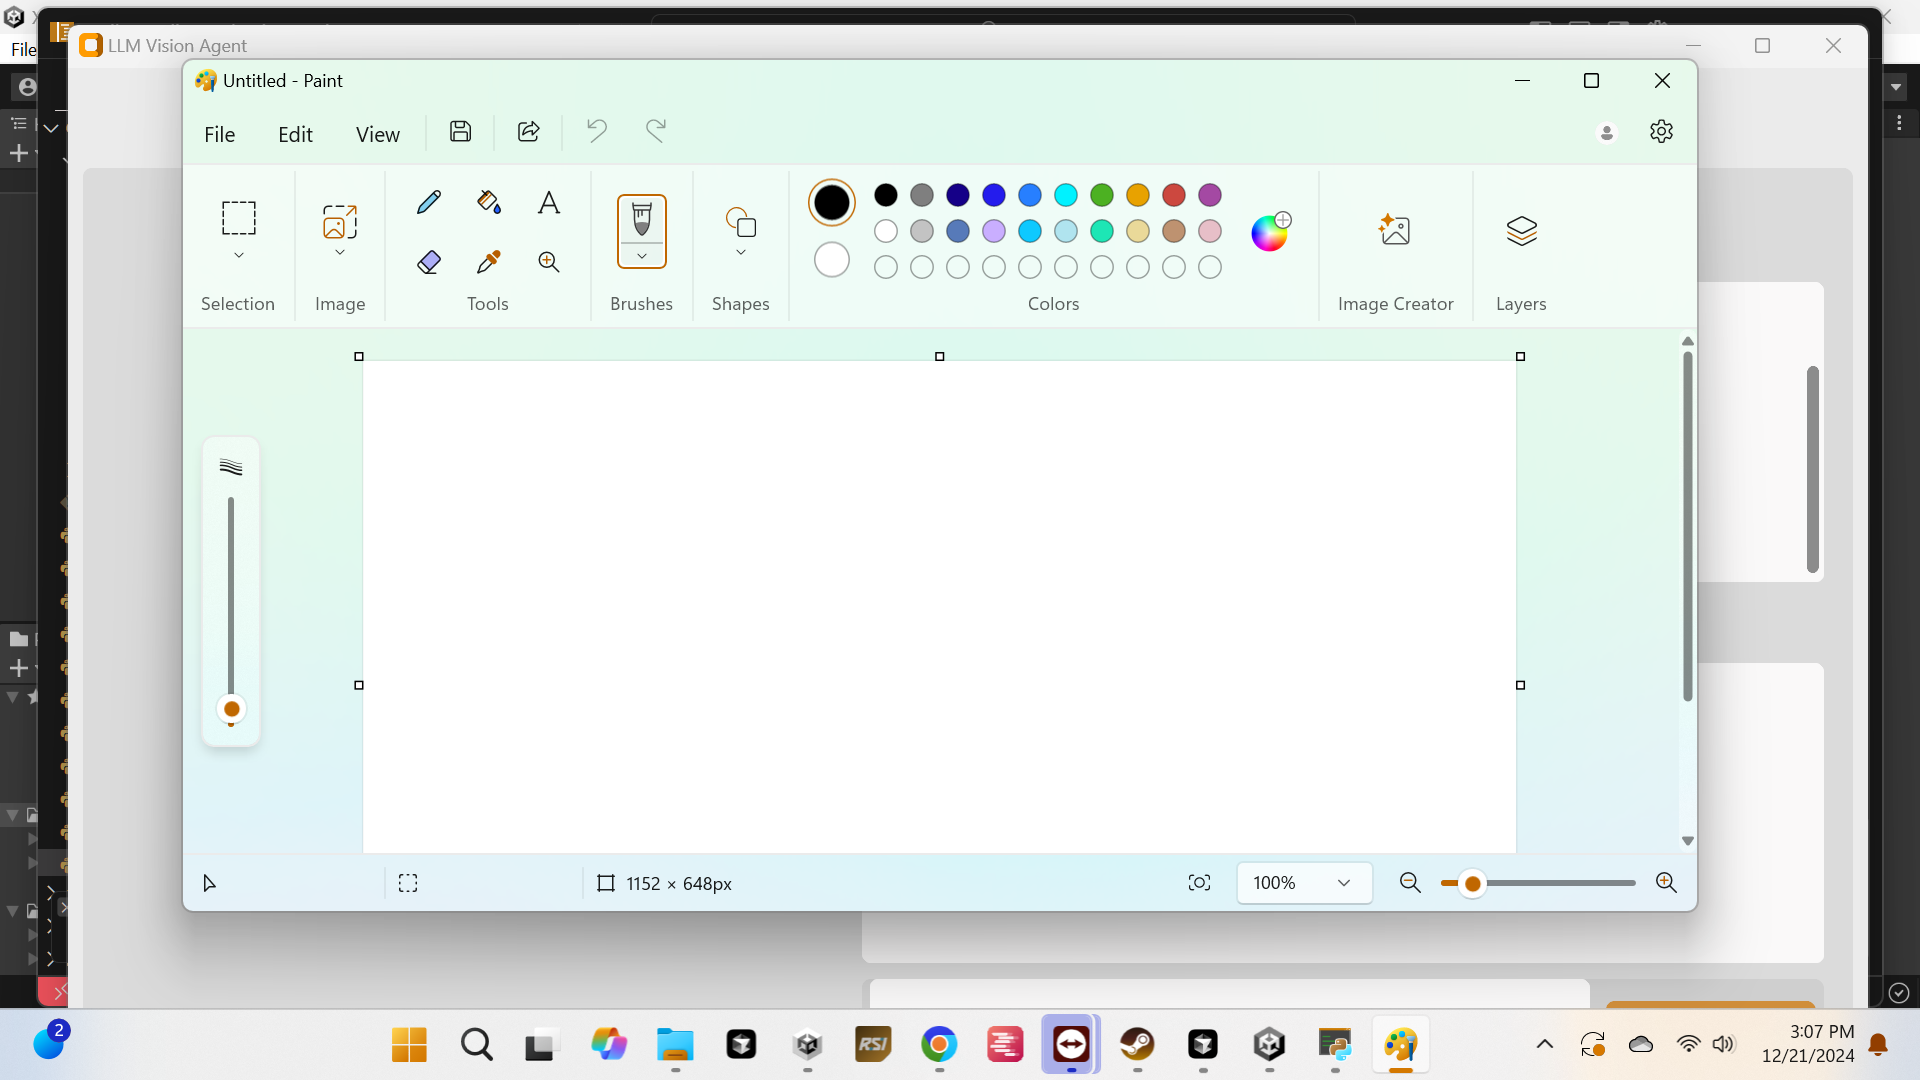 File
LLM Vision Agent
Untitled - Paint
File
Edit
View
Selection
Image
Tools
Brushes
Shapes
Colors
Image Creator
Layers
1152 × 648px
100%
2
RSI
3:07 PM
12/21/2024